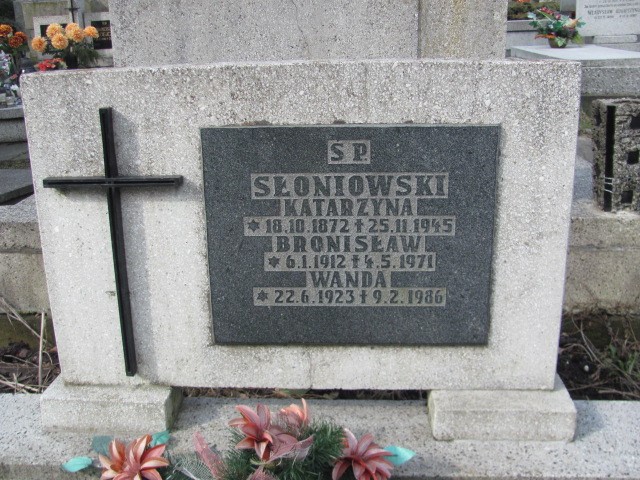 S P.
SŁONIOWSKI
KATARZYNA
* 18.10.1872 † 25.11.1945
BRONISŁAW
* 6.1.1912 † 4.5.1971
WANDA
* 22.6.1923 † 9.2.1986